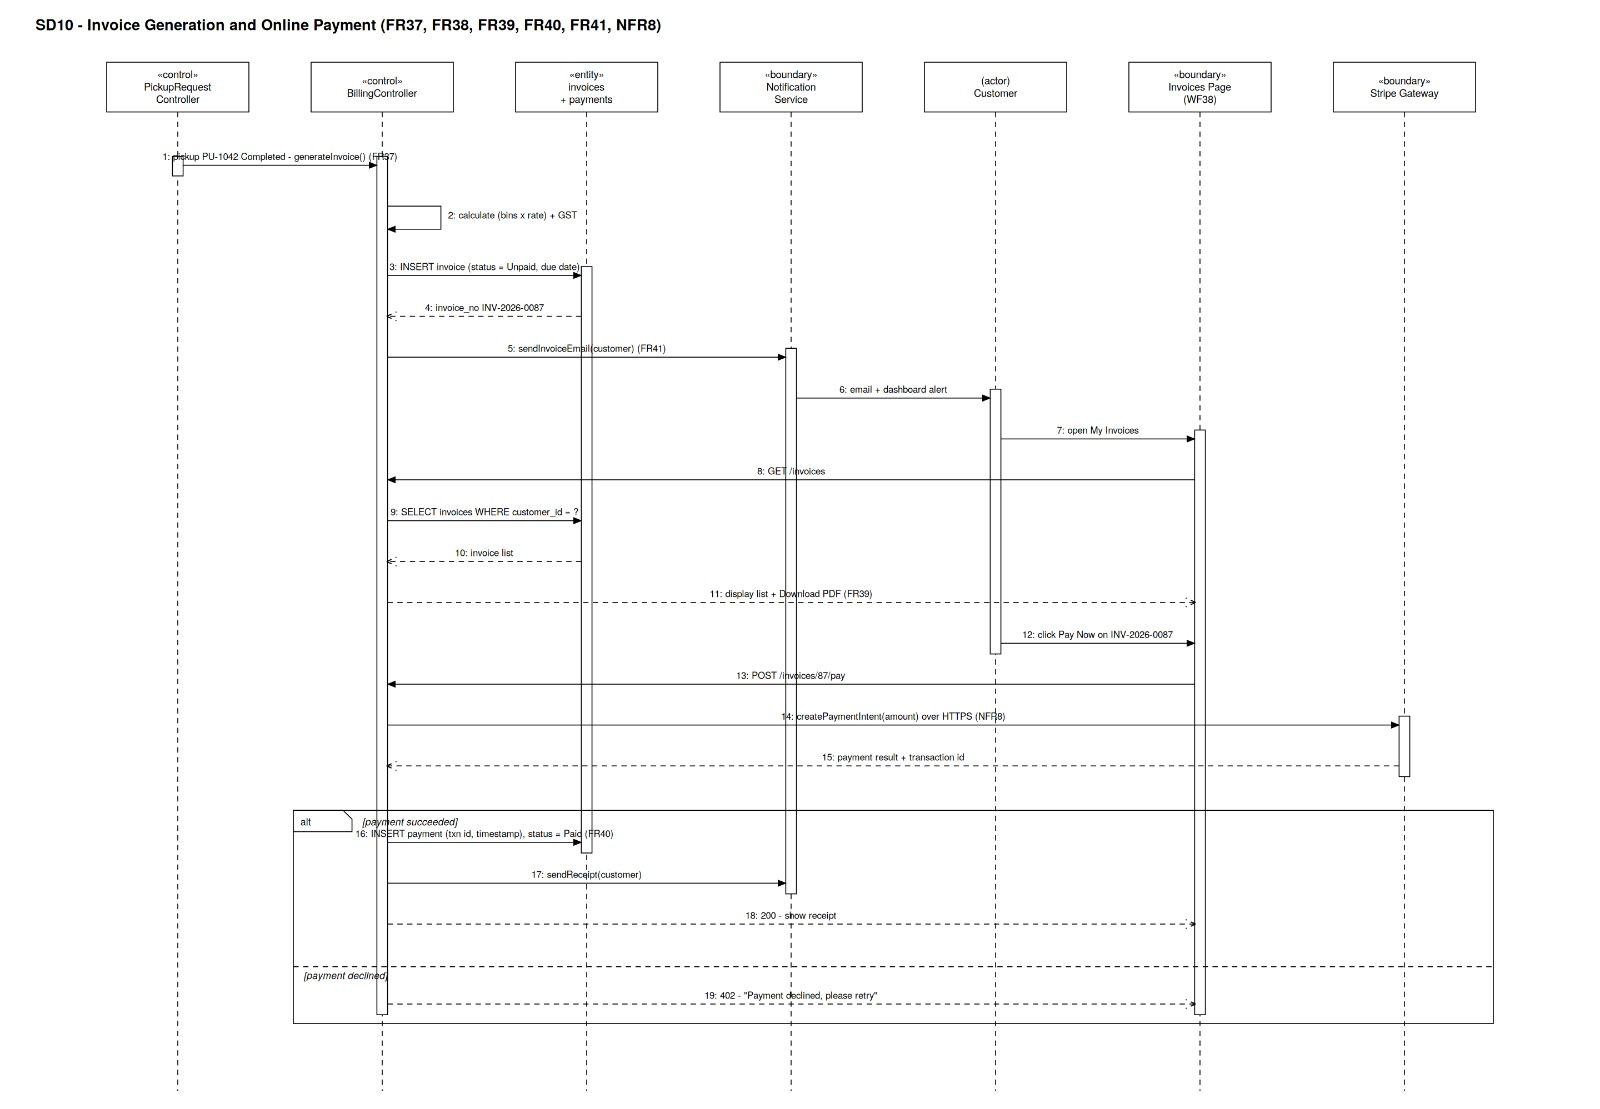 SD10 - Invoice Generation and Online Payment (FR37, FR38, FR39, FR40, FR41, NFR8)
«control»
PickupRequest
Controller
«control»
BillingController
«entity»
invoices
+ payments
«boundary»
Notification
Service
(actor)
Customer
«boundary»
Invoices Page
(WF38)
«boundary»
Stripe Gateway
1: pickup PU-1042 Completed - generateInvoice() (FR37)
2: calculate (bins x rate) + GST
3: INSERT invoice (status = Unpaid, due date)
4: invoice_no INV-2026-0087
5: sendInvoiceEmail(customer) (FR41)
6: email + dashboard alert
7: open My Invoices
8: GET /invoices
9: SELECT invoices WHERE customer_id = ?
10: invoice list
11: display list + Download PDF (FR39)
12: click Pay Now on INV-2026-0087
13: POST /invoices/87/pay
14: createPaymentIntent(amount) over HTTPS (NFR8)
15: payment result + transaction id
alt
[payment succeeded]
16: INSERT payment (txn id, timestamp), status = Paid (FR40)
17: sendReceipt(customer)
18: 200 - show receipt
[payment declined]
19: 402 - "Payment declined, please retry"